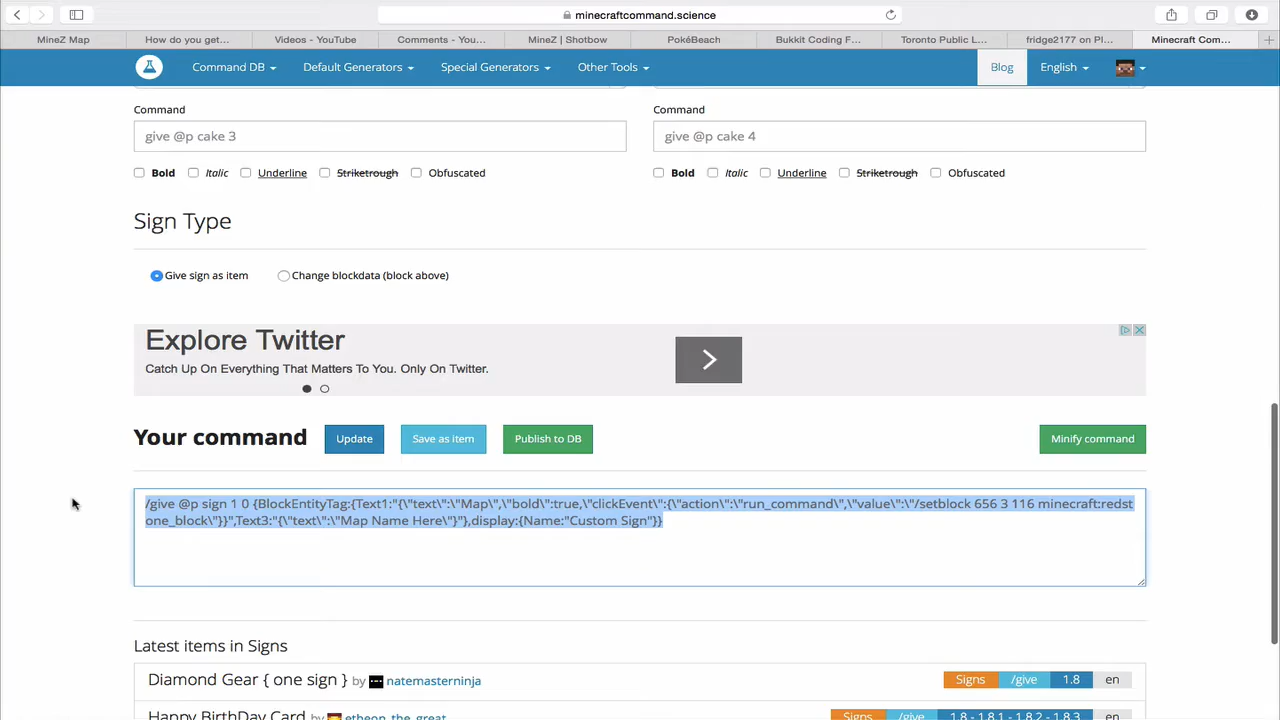 minecraftcommand.science
MineZ Map
How do you get...
Videos - YouTube
Comments - You...
MineZ | Shotbow
PokéBeach
Bukkit Coding F...
Toronto Public L...
fridge2177 on Pl...
Minecraft Com...
Command DB
Default Generators
Special Generators
Other Tools
Blog
English
Command
Command
give @p cake 3
give @p cake 4
Bold Italic Underline Striketrough Obfuscated
Bold Italic Underline Striketrough Obfuscated
Sign Type
Give sign as item
Change blockdata (block above)
Explore Twitter
Catch Up On Everything That Matters To You. Only On Twitter.
Your command
Update
Save as item
Publish to DB
Minify command
/give @p sign 1 0 {BlockEntityTag:{Text1:"{\"text\":\"Map\",\"bold\":true,\"clickEvent\":{\"action\":\"run_command\",\"value\":\"/setblock 656 3 116 minecraft:redst
one_block\"}}",Text3:"{\"text\":\"Map Name Here\"}"},display:{Name:"Custom Sign"}}
Latest items in Signs
Diamond Gear { one sign } by natemasterninja
Signs /give 1.8 en
Happy BirthDay Card by etheon_the_great
Signs /give 1.8 - 1.8.1 - 1.8.2 - 1.8.3 en